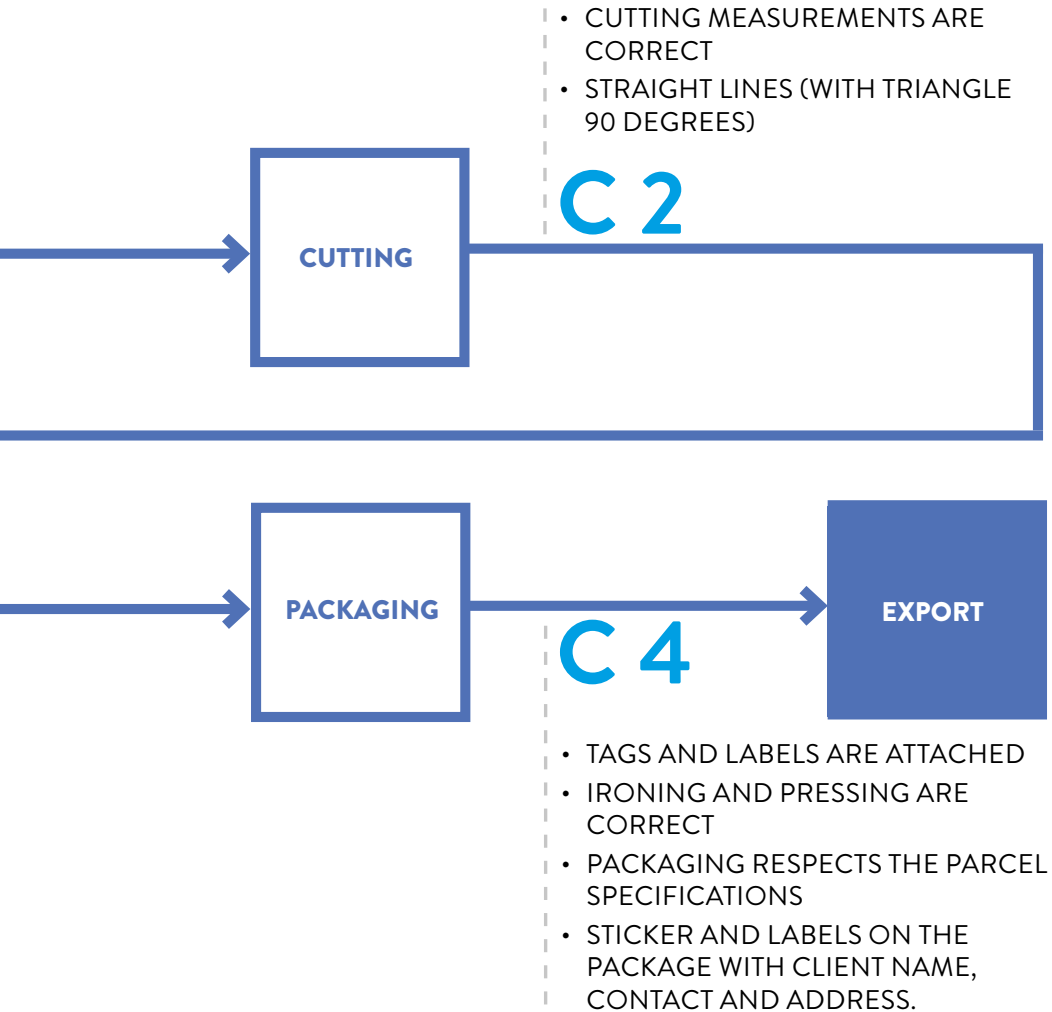 • CUTTING MEASUREMENTS ARE
CORRECT
• STRAIGHT LINES (WITH TRIANGLE
90 DEGREES)
C 2
CUTTING
PACKAGING
C 4
EXPORT
• TAGS AND LABELS ARE ATTACHED
• IRONING AND PRESSING ARE
CORRECT
• PACKAGING RESPECTS THE PARCEL
SPECIFICATIONS
• STICKER AND LABELS ON THE
PACKAGE WITH CLIENT NAME,
CONTACT AND ADDRESS.